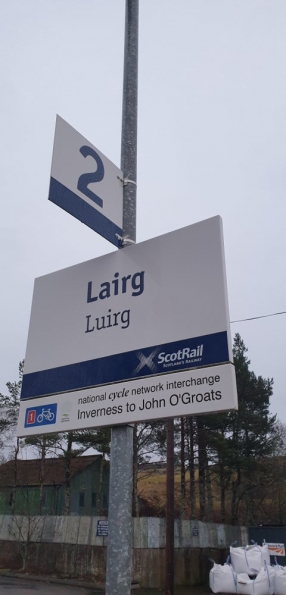 2
Lairg
Luirg
ScotRail
SCOTLAND'S RAILWAY
national cycle network interchange
1
Inverness to John O'Groats